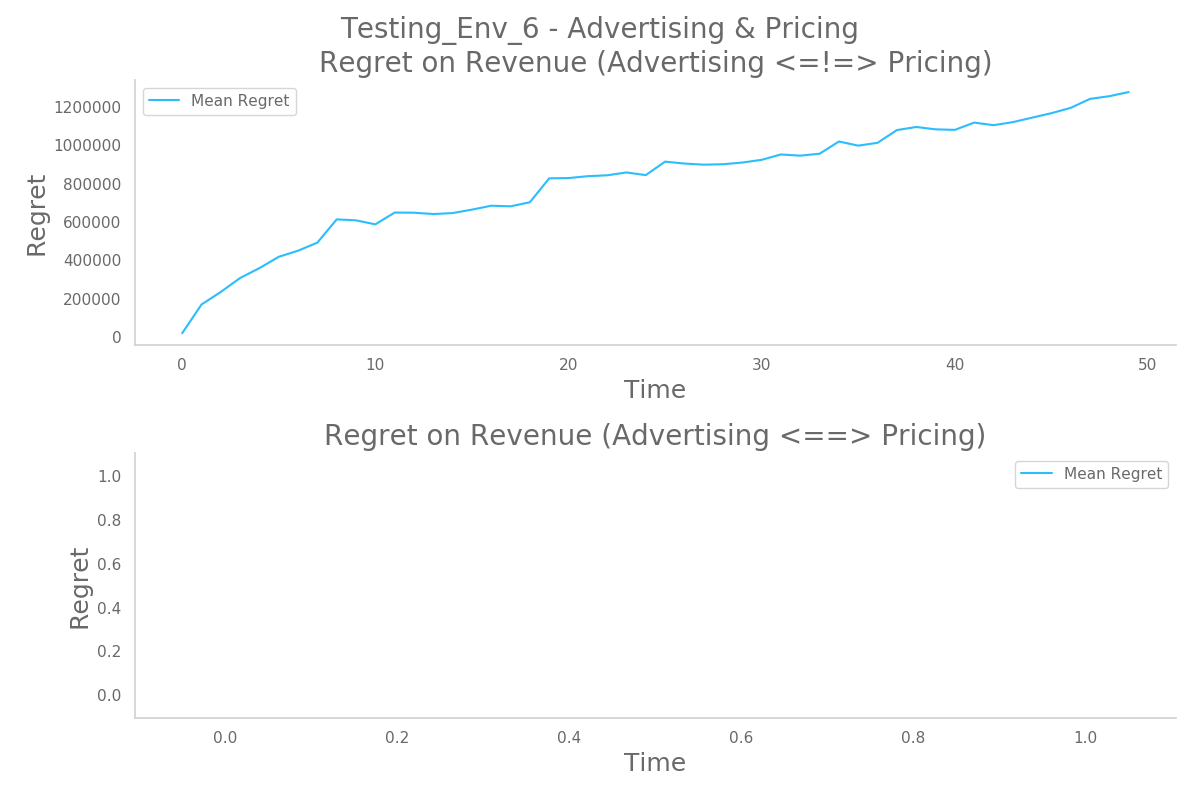 Testing_Env_6 - Advertising & Pricing
Regret on Revenue (Advertising <=!=> Pricing)
Mean Regret
1200000
1000000
800000
600000
400000
200000
0
Regret
0 10 20 30 40 50
Time
Regret on Revenue (Advertising <==> Pricing)
Mean Regret
1.0
0.8
0.6
0.4
0.2
0.0
Regret
0.0 0.2 0.4 0.6 0.8 1.0
Time